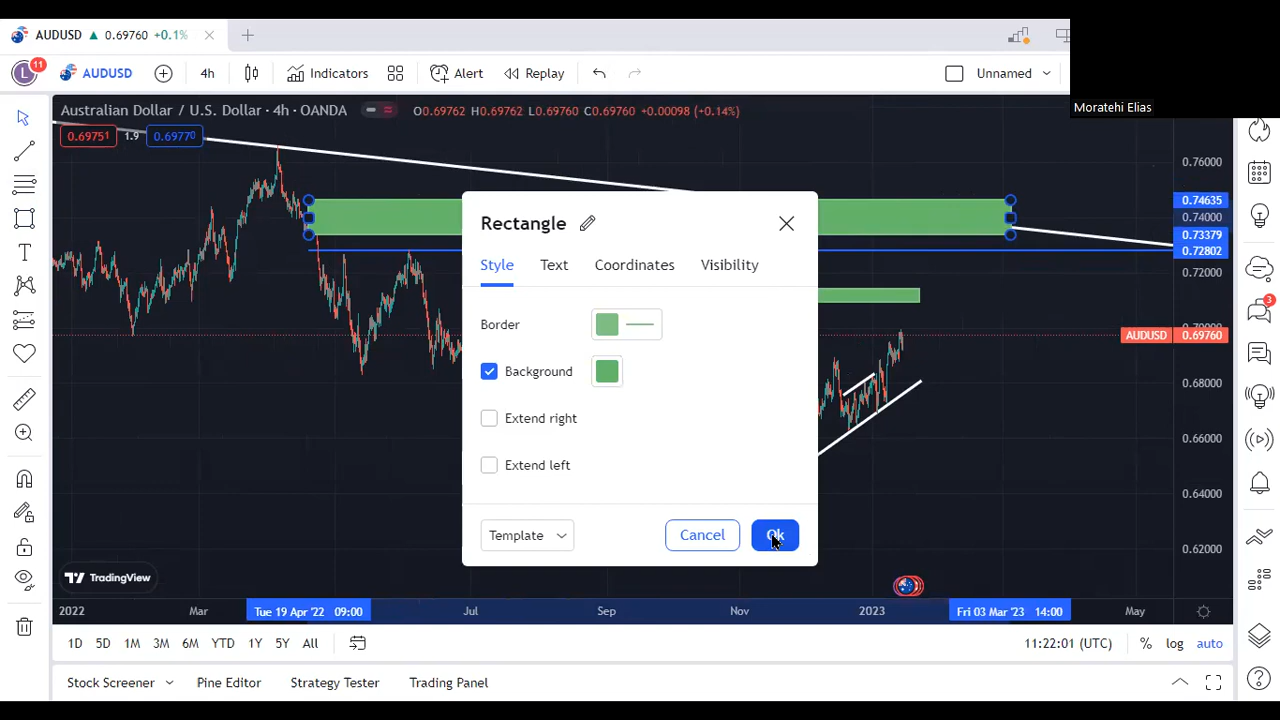 AUDUSD ▲ 0.69760 +0.1%
L 11 AUDUSD 4h Indicators Alert Replay Unnamed
Moratehi Elias
Australian Dollar / U.S. Dollar · 4h · OANDA O0.69762 H0.69762 L0.69760 C0.69760 +0.00098 (+0.14%)
0.69751 1.9 0.69770
0.76000
0.74635
0.74000
0.73379
0.72802
0.72000
AUDUSD 0.69760
0.68000
0.66000
0.64000
0.62000
Rectangle
Style Text Coordinates Visibility
Border
Background
Extend right
Extend left
Template Cancel Ok
TradingView
2022 Mar Tue 19 Apr '22 09:00 Jul Sep Nov 2023 Fri 03 Mar '23 14:00 May
1D 5D 1M 3M 6M YTD 1Y 5Y All 11:22:01 (UTC) % log auto
Stock Screener Pine Editor Strategy Tester Trading Panel
3